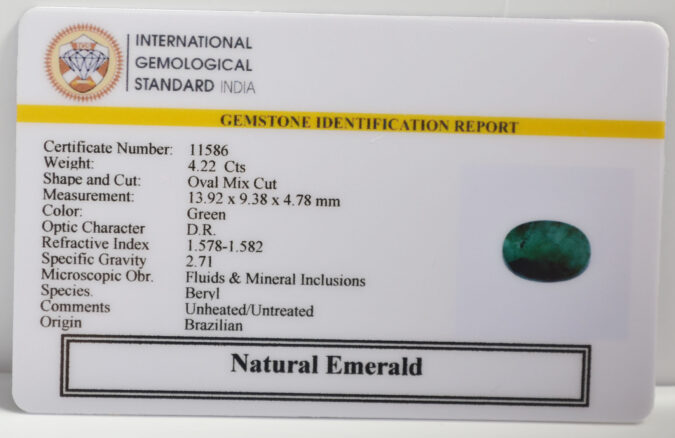 INTERNATIONAL
GEMOLOGICAL
STANDARD INDIA
GEMSTONE IDENTIFICATION REPORT
Certificate Number: 11586
Weight: 4.22 Cts
Shape and Cut: Oval Mix Cut
Measurement: 13.92 x 9.38 x 4.78 mm
Color: Green
Optic Character D.R.
Refractive Index 1.578-1.582
Specific Gravity 2.71
Microscopic Obr. Fluids & Mineral Inclusions
Species. Beryl
Comments Unheated/Untreated
Origin Brazilian
Natural Emerald